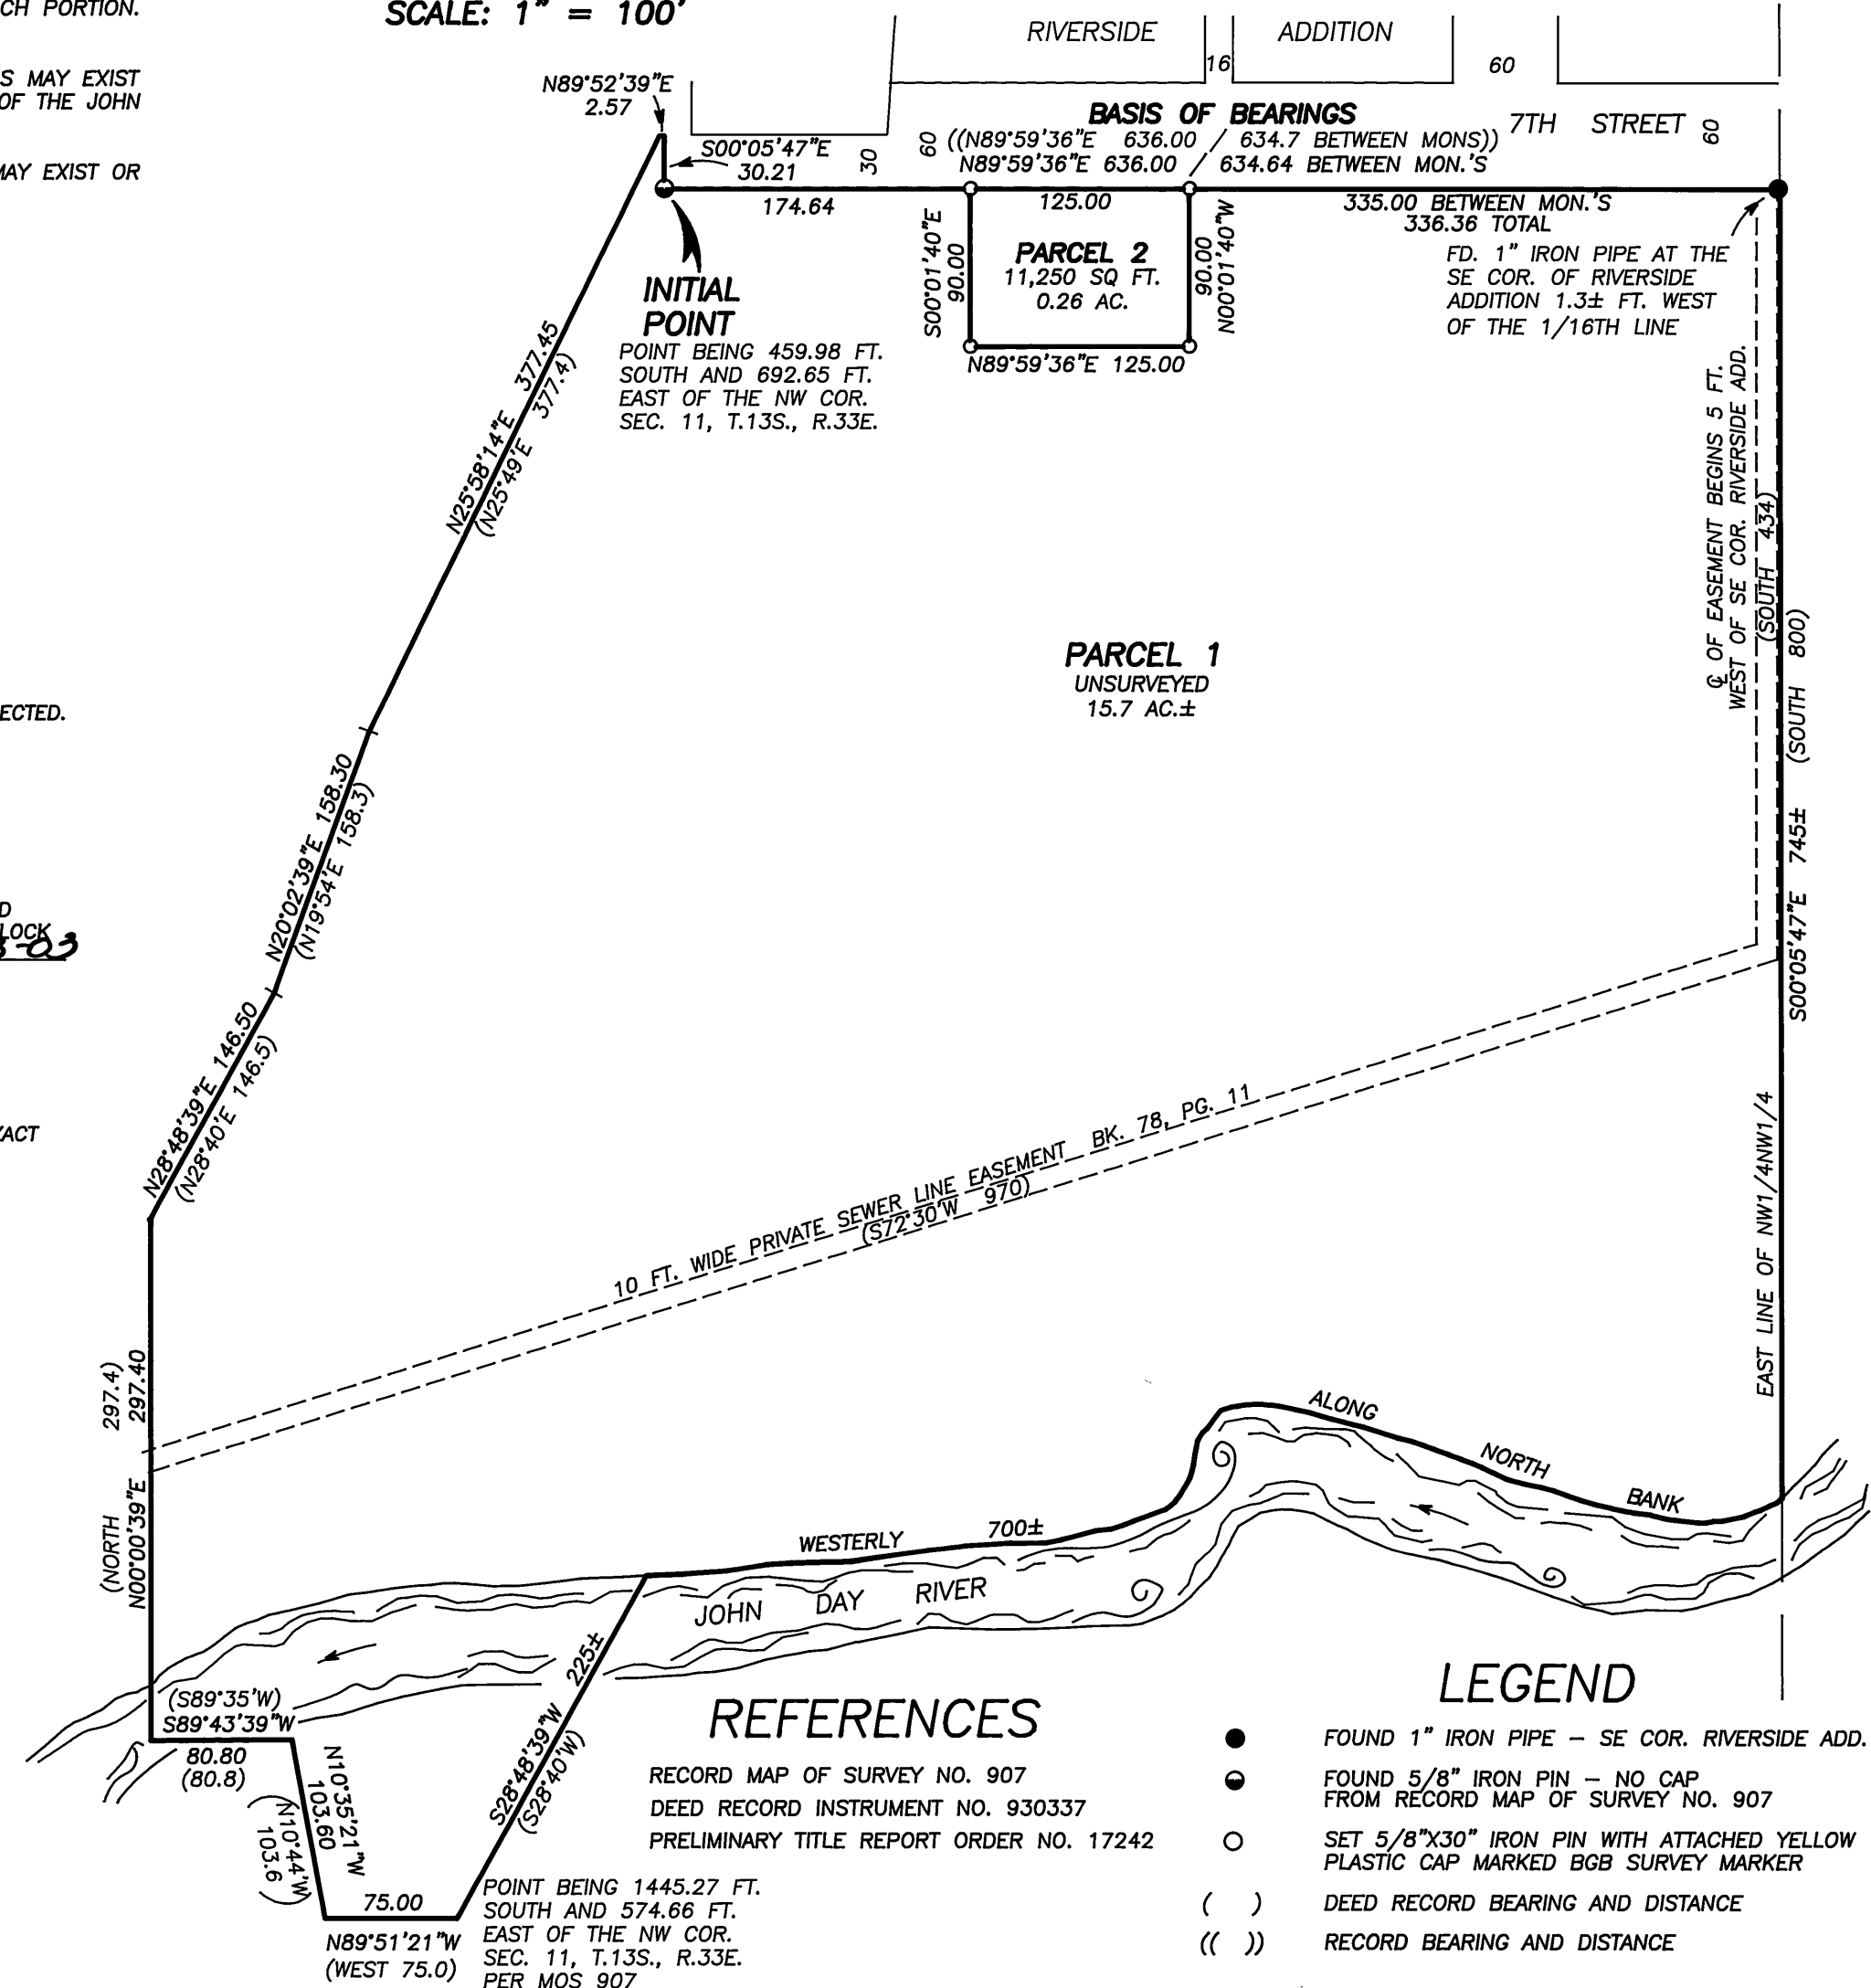 CH PORTION.
SCALE: 1" = 100'
S MAY EXIST
OF THE JOHN
MAY EXIST OR
RIVERSIDE ADDITION
16
60
N89°52'39"E
2.57
BASIS OF BEARINGS
((N89°59'36"E 636.00 / 634.7 BETWEEN MONS))
N89°59'36"E 636.00 / 634.64 BETWEEN MON.'S
7TH STREET
60
60
30
S00°05'47"E
30.21
174.64
125.00
335.00 BETWEEN MON.'S
336.36 TOTAL
FD. 1" IRON PIPE AT THE
SE COR. OF RIVERSIDE
ADDITION 1.3± FT. WEST
OF THE 1/16TH LINE
S00°01'40"E
90.00
PARCEL 2
11,250 SQ FT.
0.26 AC.
90.00
N00°01'40"W
N89°59'36"E 125.00
INITIAL
POINT
POINT BEING 459.98 FT.
SOUTH AND 692.65 FT.
EAST OF THE NW COR.
SEC. 11, T.13S., R.33E.
N25°58'14"E 377.45
(N25°49'E 377.4)
℄ OF EASEMENT BEGINS 5 FT.
WEST OF SE COR. RIVERSIDE ADD.
(SOUTH 434)
(SOUTH 800)
S00°05'47"E 745±
PARCEL 1
UNSURVEYED
15.7 AC.±
ECTED.
N20°02'39"E 158.30
(N19°54'E 158.3)
D
LOCK
-03
N28°48'39"E 146.50
(N28°40'E 146.5)
ACT
10 FT. WIDE PRIVATE SEWER LINE EASEMENT BK. 78, PG. 11
(S72°30'W 970)
EAST LINE OF NW1/4NW1/4
(NORTH 297.4)
N00°00'39"E 297.40
ALONG NORTH BANK
WESTERLY 700±
JOHN DAY RIVER
(S89°35'W)
S89°43'39"W
80.80
(80.8)
N10°35'21"W
103.60
(N10°44'W
103.6)
S28°48'39"W 225±
(S28°40'W)
75.00
N89°51'21"W
(WEST 75.0)
POINT BEING 1445.27 FT.
SOUTH AND 574.66 FT.
EAST OF THE NW COR.
SEC. 11, T.13S., R.33E.
PER MOS 907
REFERENCES
RECORD MAP OF SURVEY NO. 907
DEED RECORD INSTRUMENT NO. 930337
PRELIMINARY TITLE REPORT ORDER NO. 17242
LEGEND
FOUND 1" IRON PIPE – SE COR. RIVERSIDE ADD.
FOUND 5/8" IRON PIN – NO CAP
FROM RECORD MAP OF SURVEY NO. 907
SET 5/8"X30" IRON PIN WITH ATTACHED YELLOW
PLASTIC CAP MARKED BGB SURVEY MARKER
( ) DEED RECORD BEARING AND DISTANCE
(( )) RECORD BEARING AND DISTANCE